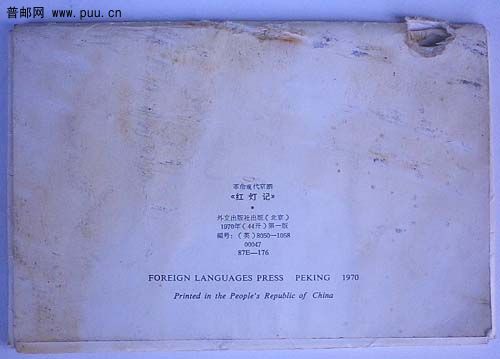 普邮网 www.puu.cn
革命现代京剧
《红灯记》
外文出版社出版（北京）
1970年（44开）第一版
编号：（英）8050—1058
00047
87E—176
FOREIGN LANGUAGES PRESS PEKING 1970
Printed in the People's Republic of China